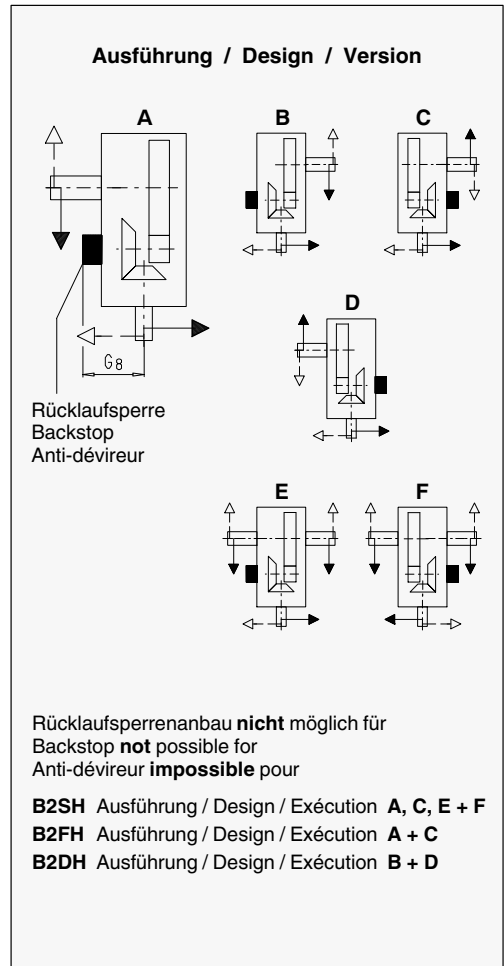 Ausführung / Design / Version
A
B
C
G8
D
Rücklaufsperre
Backstop
Anti-dévireur
E
F
Rücklaufsperrenanbau nicht möglich für
Backstop not possible for
Anti-dévireur impossible pour
B2SH Ausführung / Design / Exécution A, C, E + F
B2FH Ausführung / Design / Exécution A + C
B2DH Ausführung / Design / Exécution B + D